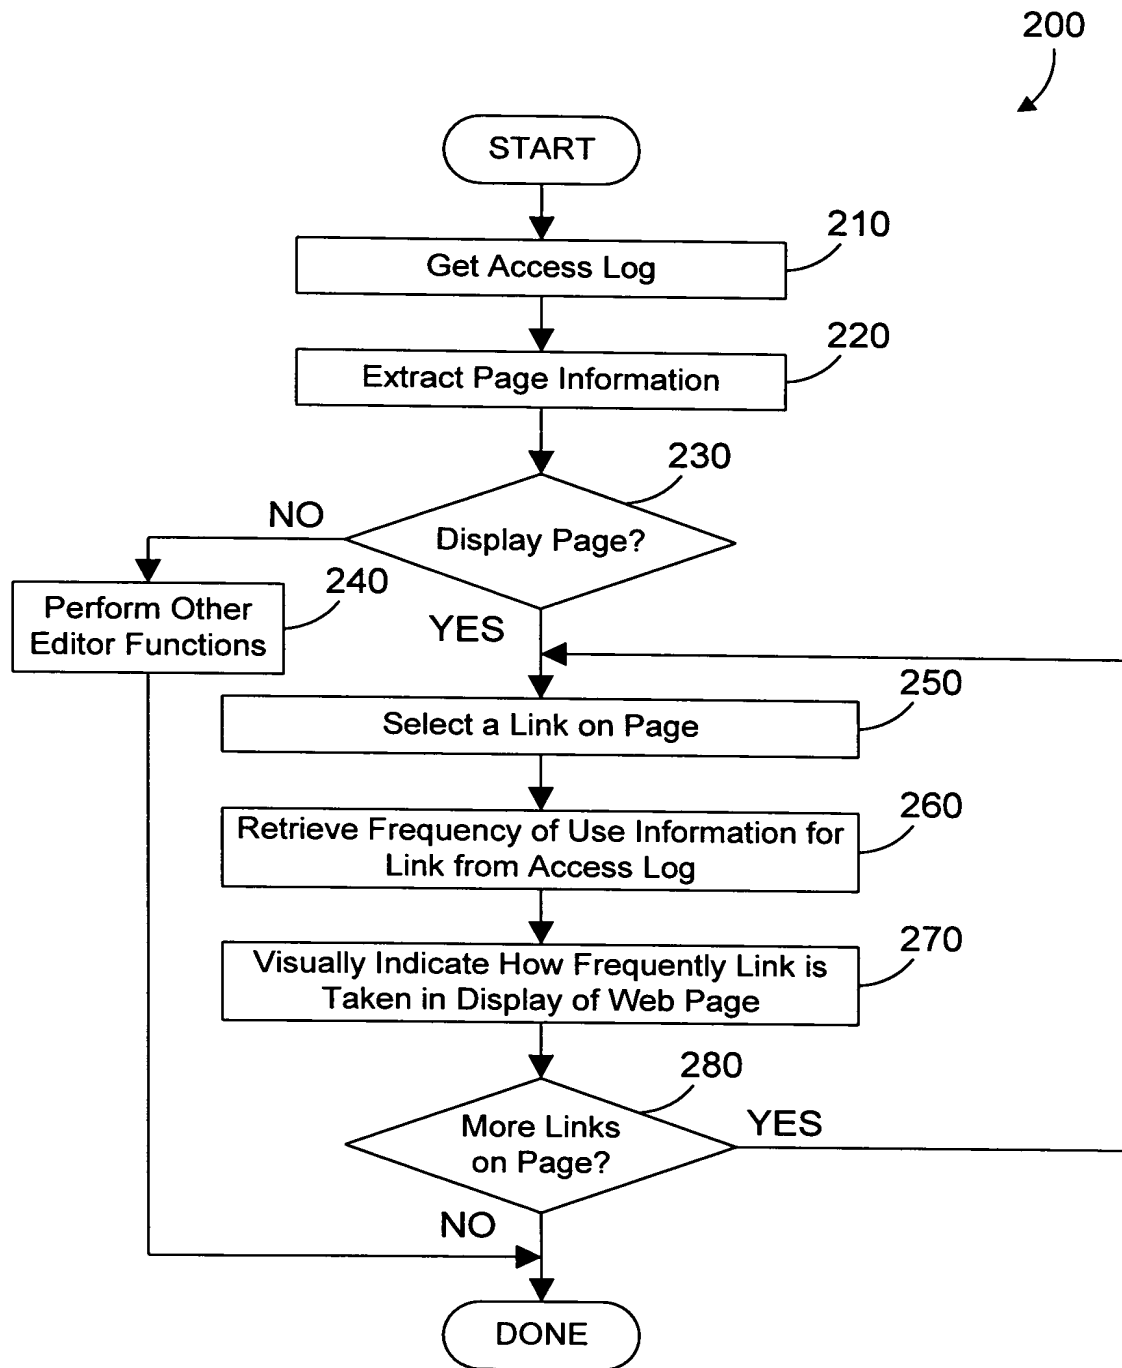 200
START
210
Get Access Log
220
Extract Page Information
230
NO
Display Page?
240
Perform Other
Editor Functions
YES
250
Select a Link on Page
260
Retrieve Frequency of Use Information for
Link from Access Log
270
Visually Indicate How Frequently Link is
Taken in Display of Web Page
280
More Links
on Page?
YES
NO
DONE